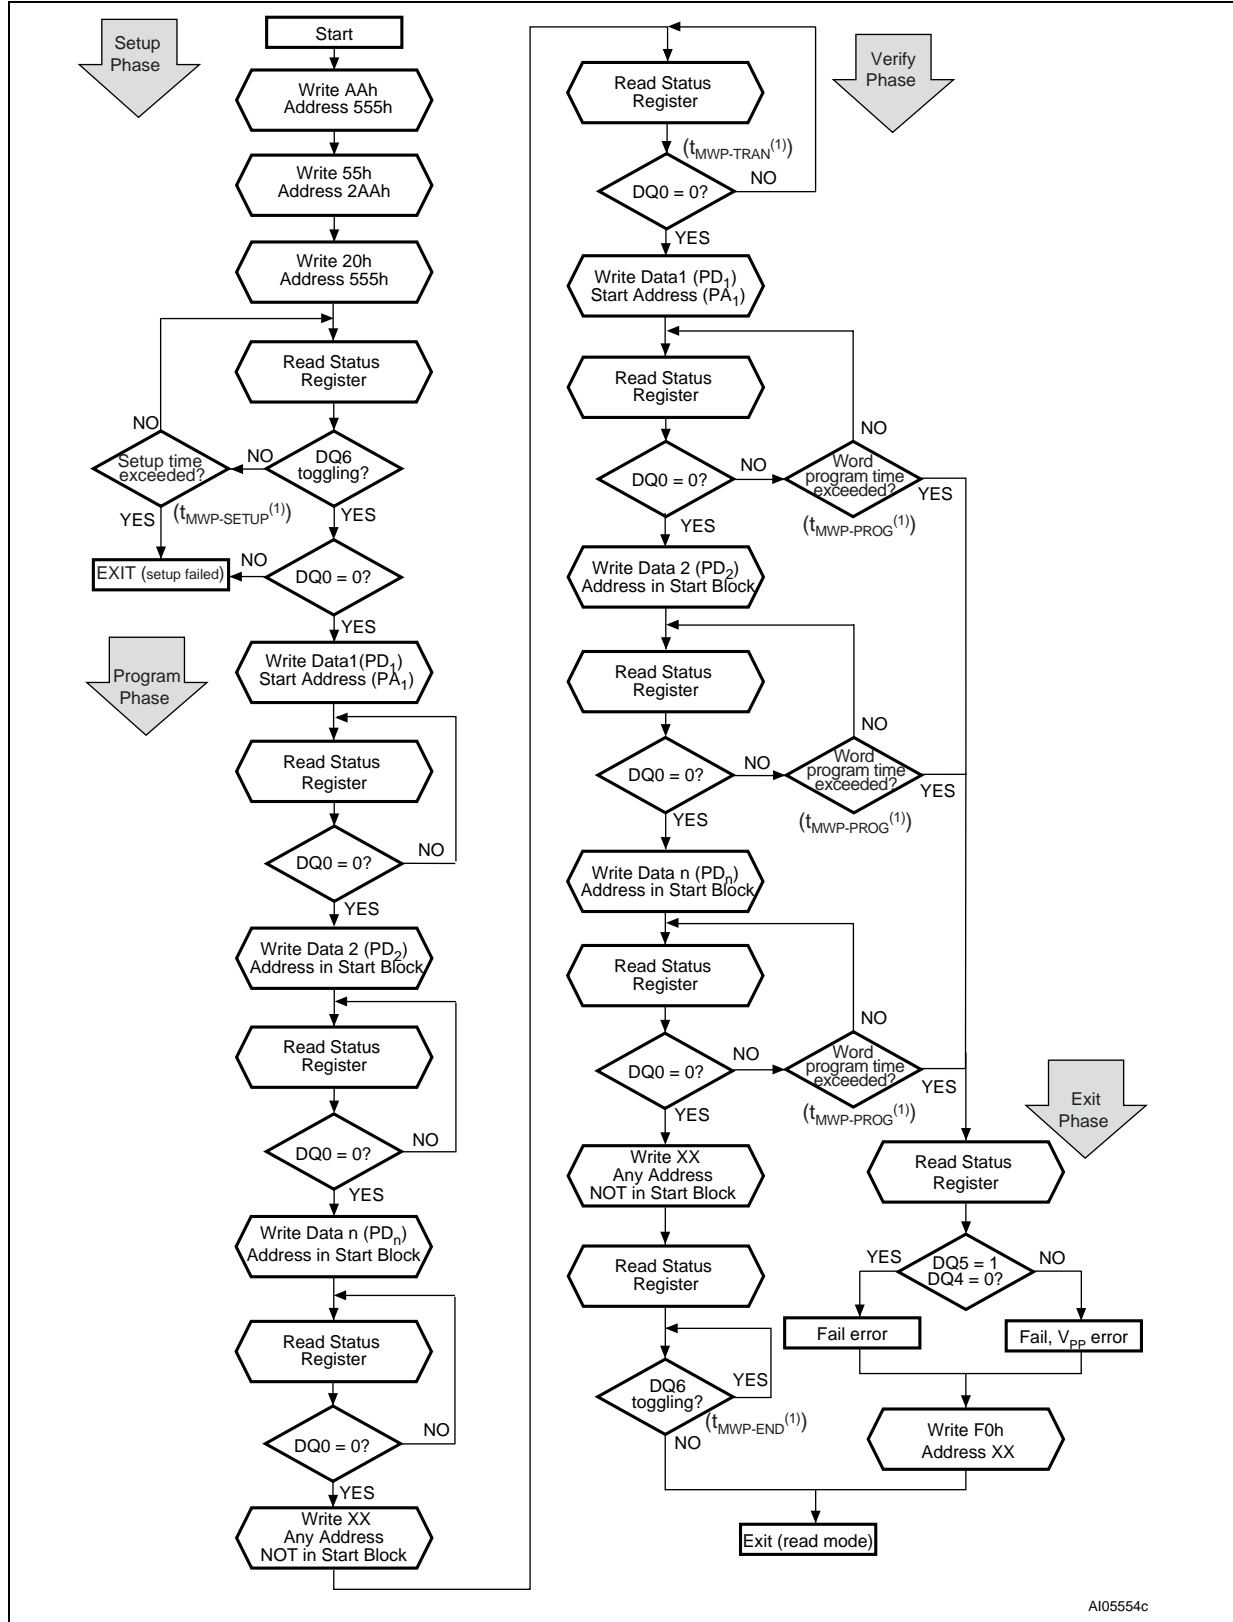 Setup
Phase
Start
Write AAh
Address 555h
Write 55h
Address 2AAh
Write 20h
Address 555h
Read Status
Register
NO
Setup time
exceeded?
NO
DQ6
toggling?
YES
(tMWP-SETUP(1))
YES
EXIT (setup failed)
NO
DQ0 = 0?
YES
Program
Phase
Write Data1(PD1)
Start Address (PA1)
Read Status
Register
DQ0 = 0?
NO
YES
Write Data 2 (PD2)
Address in Start Block
Read Status
Register
DQ0 = 0?
NO
YES
Write Data n (PDn)
Address in Start Block
Read Status
Register
DQ0 = 0?
NO
YES
Write XX
Any Address
NOT in Start Block
Verify
Phase
Read Status
Register
(tMWP-TRAN(1))
DQ0 = 0?
NO
YES
Write Data1 (PD1)
Start Address (PA1)
Read Status
Register
NO
DQ0 = 0?
NO
Word
program time
exceeded?
YES
(tMWP-PROG(1))
YES
Write Data 2 (PD2)
Address in Start Block
Read Status
Register
NO
DQ0 = 0?
NO
Word
program time
exceeded?
YES
(tMWP-PROG(1))
YES
Write Data n (PDn)
Address in Start Block
Read Status
Register
NO
DQ0 = 0?
NO
Word
program time
exceeded?
YES
(tMWP-PROG(1))
YES
Write XX
Any Address
NOT in Start Block
Read Status
Register
DQ6
toggling?
YES
(tMWP-END(1))
NO
Exit
Phase
Read Status
Register
YES
DQ5 = 1
DQ4 = 0?
NO
Fail error
Fail, VPP error
Write F0h
Address XX
Exit (read mode)
AI05554c